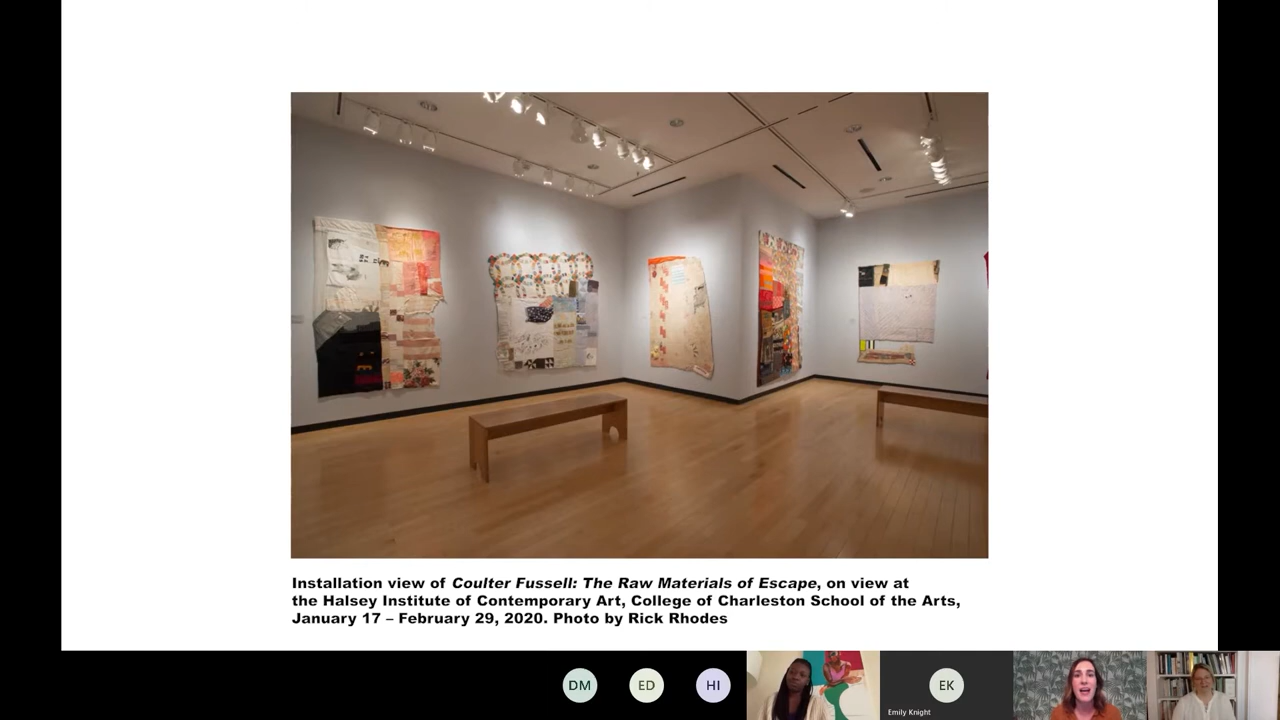 Installation view of Coulter Fussell: The Raw Materials of Escape, on view at
the Halsey Institute of Contemporary Art, College of Charleston School of the Arts,
January 17 – February 29, 2020. Photo by Rick Rhodes
DM ED HI EK
Emily Knight